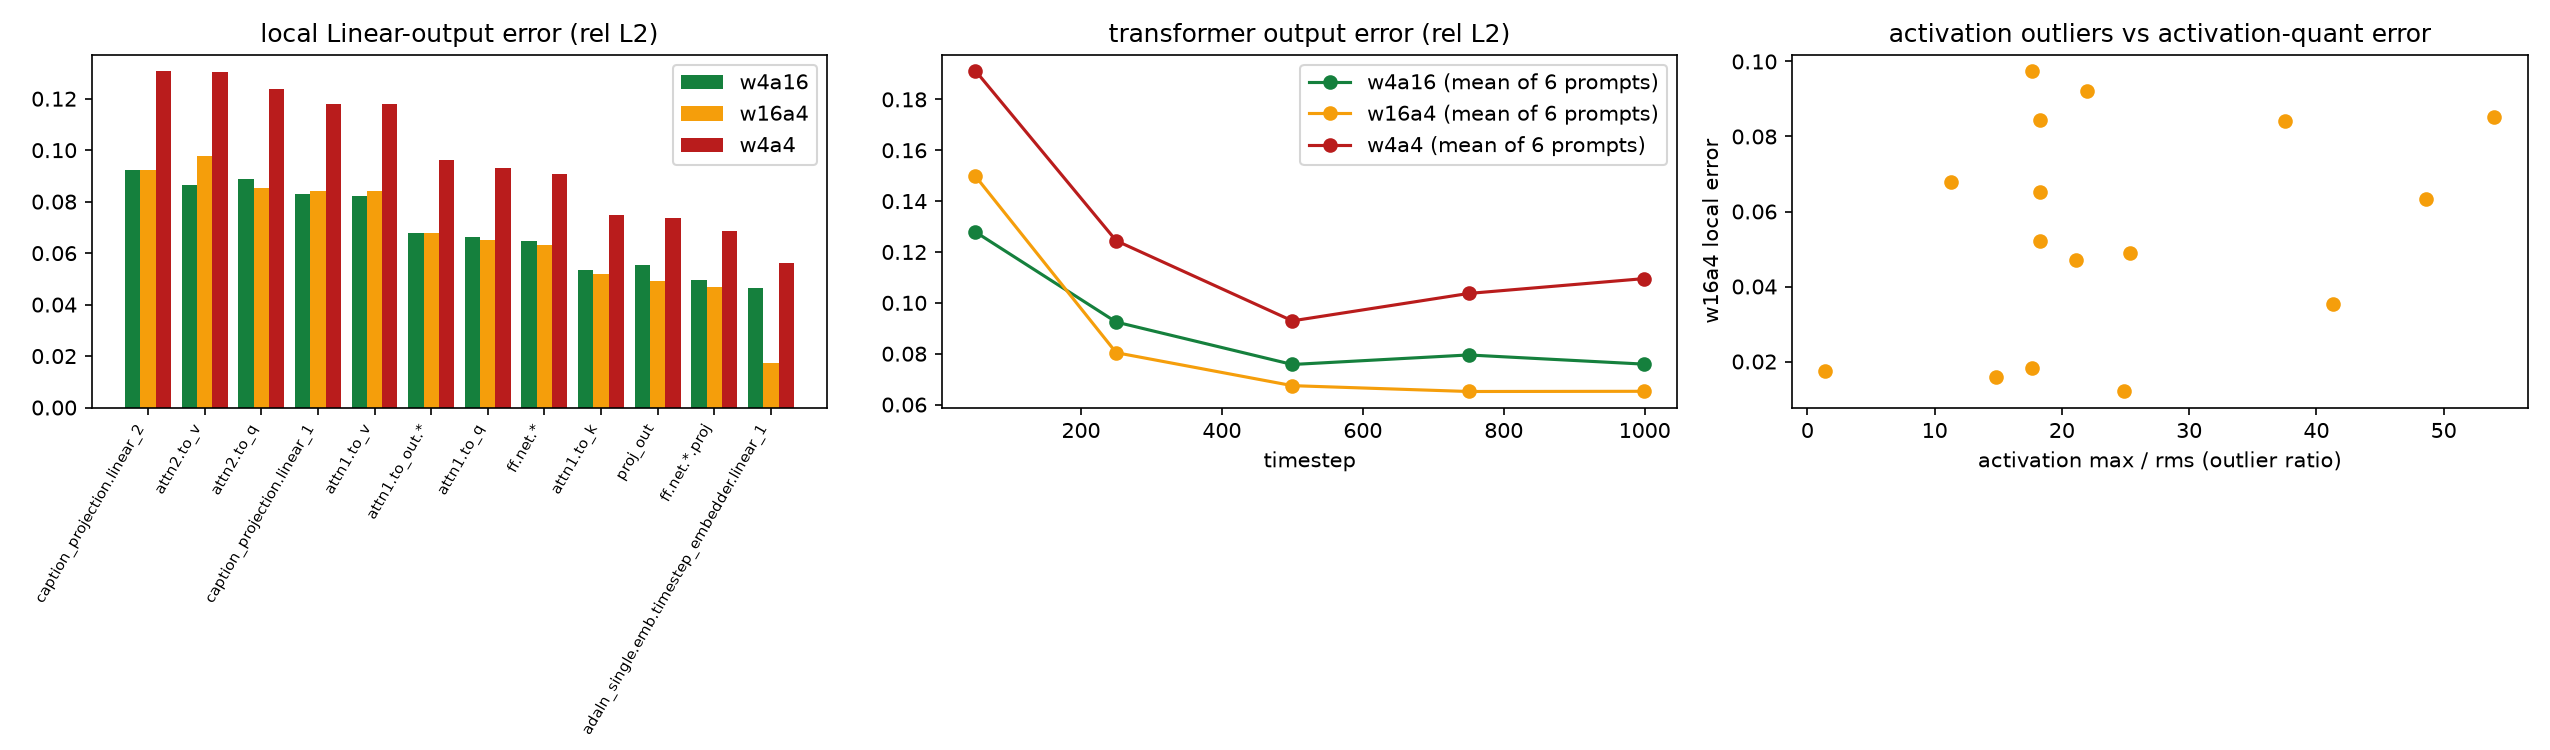 local Linear-output error (rel L2)
w4a16
w16a4
w4a4
0.12
0.10
0.08
0.06
0.04
0.02
0.00
caption_projection.linear_2
attn2.to_v
attn2.to_q
caption_projection.linear_1
attn1.to_v
attn1.to_out.*
attn1.to_q
ff.net.*
attn1.to_k
proj_out
ff.net.*.proj
adaln_single.emb.timestep_embedder.linear_1
transformer output error (rel L2)
w4a16 (mean of 6 prompts)
w16a4 (mean of 6 prompts)
w4a4 (mean of 6 prompts)
0.18
0.16
0.14
0.12
0.10
0.08
0.06
200 400 600 800 1000
timestep
activation outliers vs activation-quant error
w16a4 local error
0.10
0.08
0.06
0.04
0.02
0 10 20 30 40 50
activation max / rms (outlier ratio)